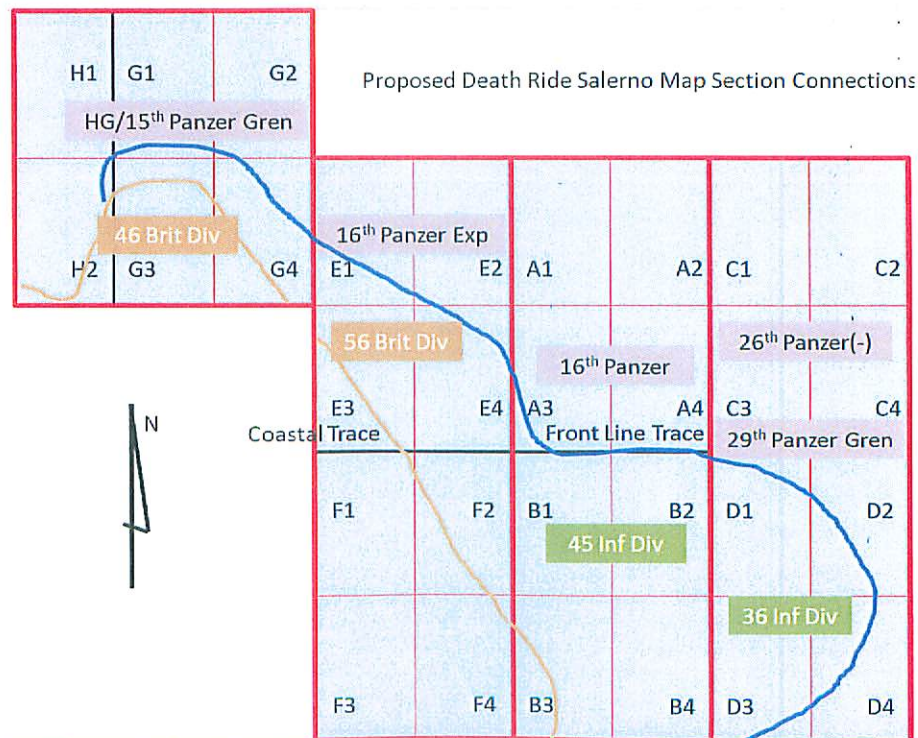 Proposed Death Ride Salerno Map Section Connections
H1 G1 G2
HG/15th Panzer Gren
46 Brit Div
H2 G3 G4
16th Panzer Exp
E1 E2 A1 A2 C1 C2
56 Brit Div
26th Panzer(-)
16th Panzer
E3 E4 A3 A4 C3 C4
N
Coastal Trace
Front Line Trace
29th Panzer Gren
F1 F2 B1 B2 D1 D2
45 Inf Div
36 Inf Div
F3 F4 B3 B4 D3 D4